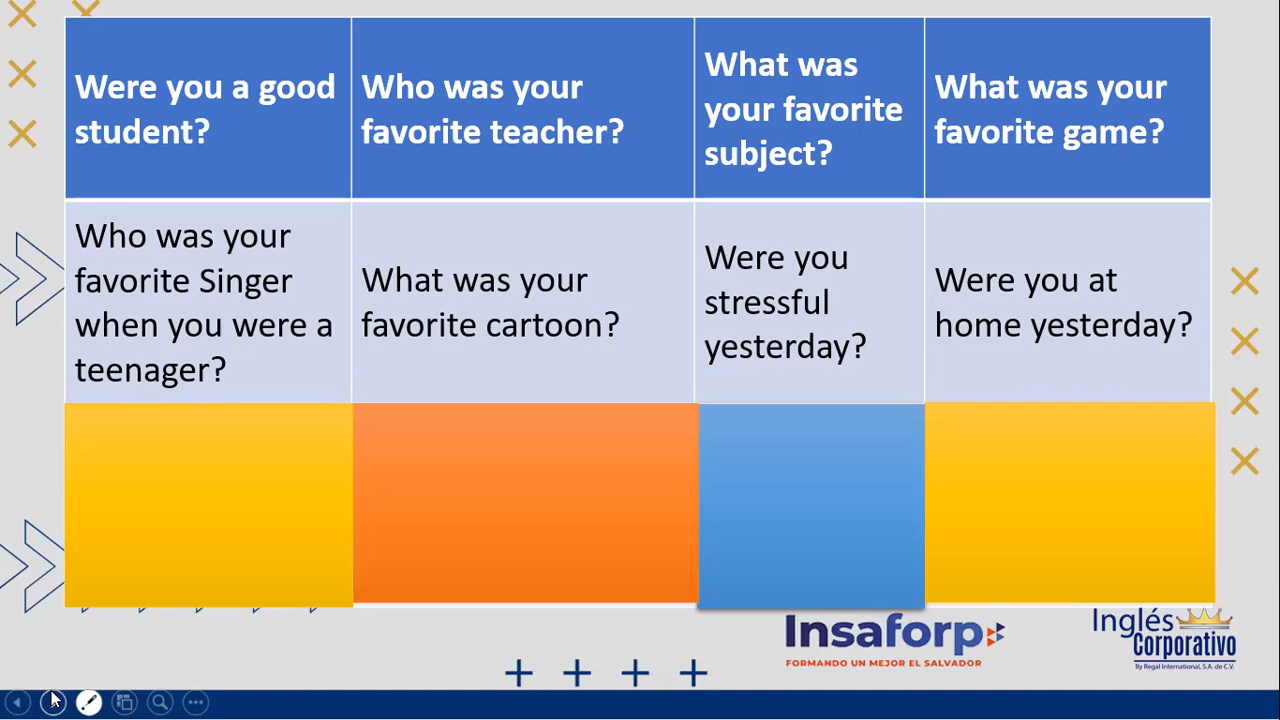 Were you a good
student?
Who was your
favorite teacher?
What was
your favorite
subject?
What was your
favorite game?
Who was your
favorite Singer
when you were a
teenager?
What was your
favorite cartoon?
Were you
stressful
yesterday?
Were you at
home yesterday?
Insaforp
FORMANDO UN MEJOR EL SALVADOR
Inglés
Corporativo
By Regal International, S.A. de C.V.